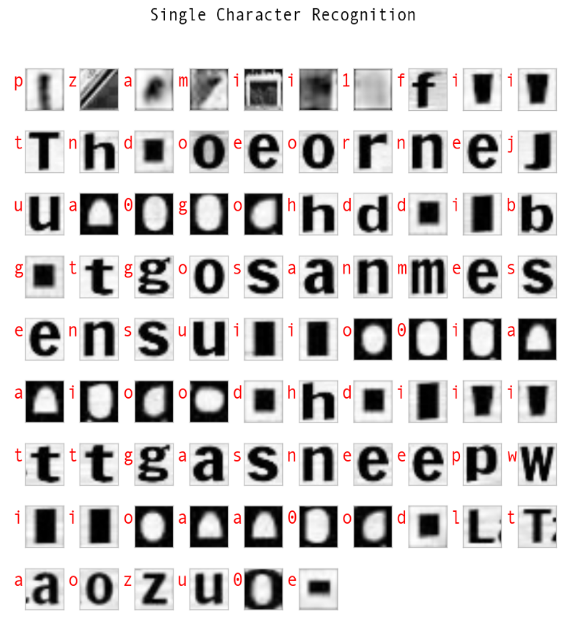 Single Character Recognition
p z a m i i 1 f f i i
t T n h d o o e e o o r r n n e e j J
u u a 0 g o h h d d d i b b
g t t g g o o s s a a n n m m e e s s
e e n n s s u u i i o 0 i a
a i o o d h h d i i i
t t t t g g a a s s n n e e e e p p w W
i i o a a 0 o d l L t T
a a o o z z u u 0 e